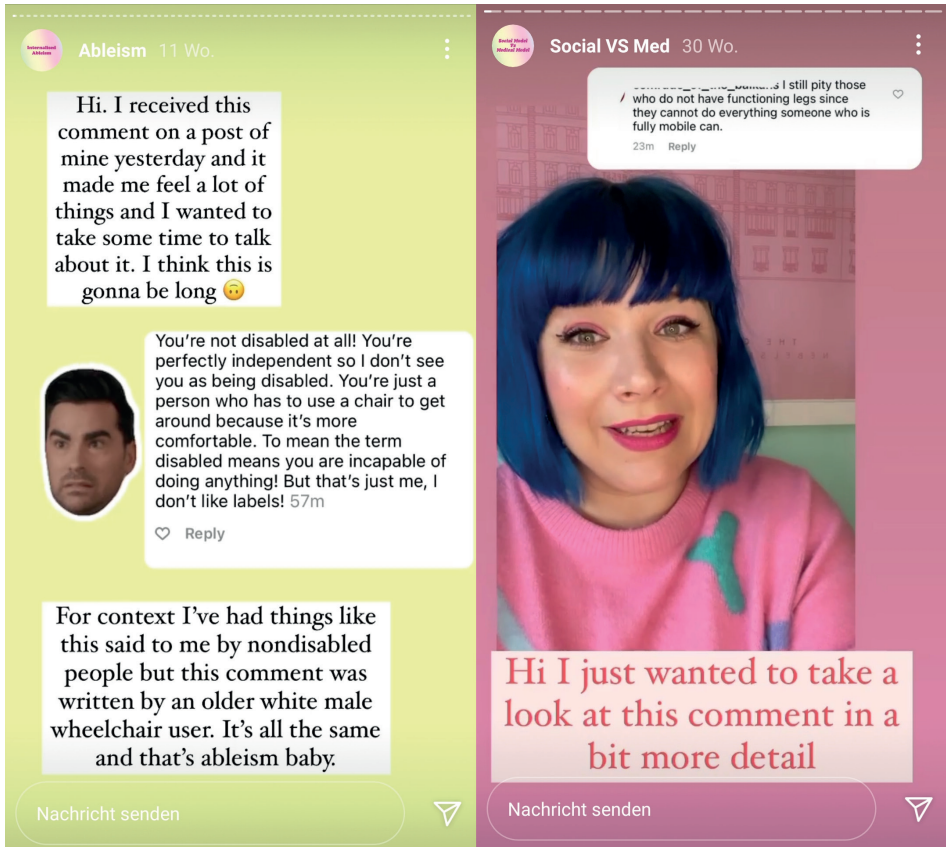 Internalised
Ableism
Ableism 11 Wo.
Hi. I received this
comment on a post of
mine yesterday and it
made me feel a lot of
things and I wanted to
take some time to talk
about it. I think this is
gonna be long 🙃
You're not disabled at all! You're
perfectly independent so I don't see
you as being disabled. You're just a
person who has to use a chair to get
around because it's more
comfortable. To mean the term
disabled means you are incapable of
doing anything! But that's just me, I
don't like labels! 57m
Reply
For context I've had things like
this said to me by nondisabled
people but this comment was
written by an older white male
wheelchair user. It's all the same
and that's ableism baby.
Nachricht senden
Social Model
Vs
Medical Model
Social VS Med 30 Wo.
I still pity those
who do not have functioning legs since
they cannot do everything someone who is
fully mobile can.
23m Reply
THE
Hi I just wanted to take a
look at this comment in a
bit more detail
Nachricht senden